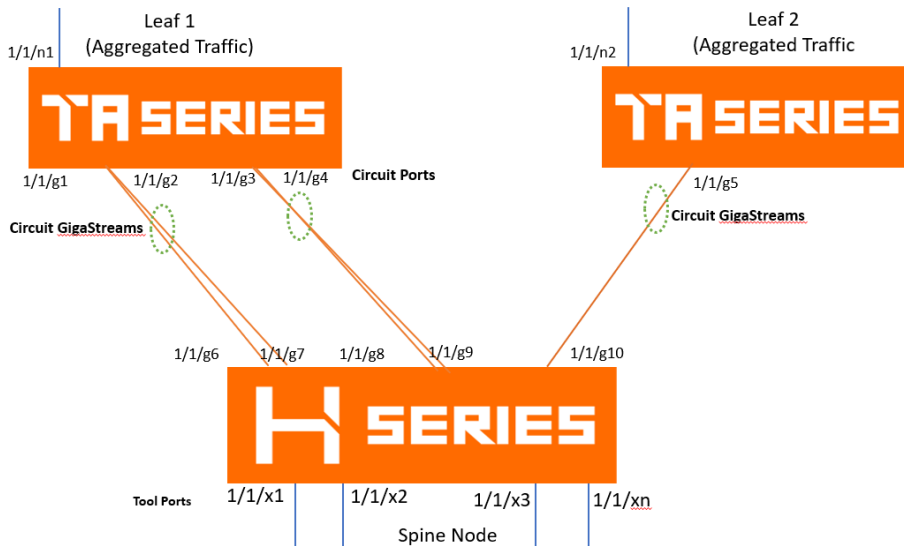 Leaf 1
(Aggregated Traffic)
Leaf 2
(Aggregated Traffic
1/1/n1
1/1/n2
TA SERIES
TA SERIES
1/1/g1
1/1/g2
1/1/g3
1/1/g4
Circuit Ports
1/1/g5
Circuit GigaStreams
Circuit GigaStreams
1/1/g6
1/1/g7
1/1/g8
1/1/g9
1/1/g10
H SERIES
Tool Ports
1/1/x1
1/1/x2
1/1/x3
1/1/xn
Spine Node